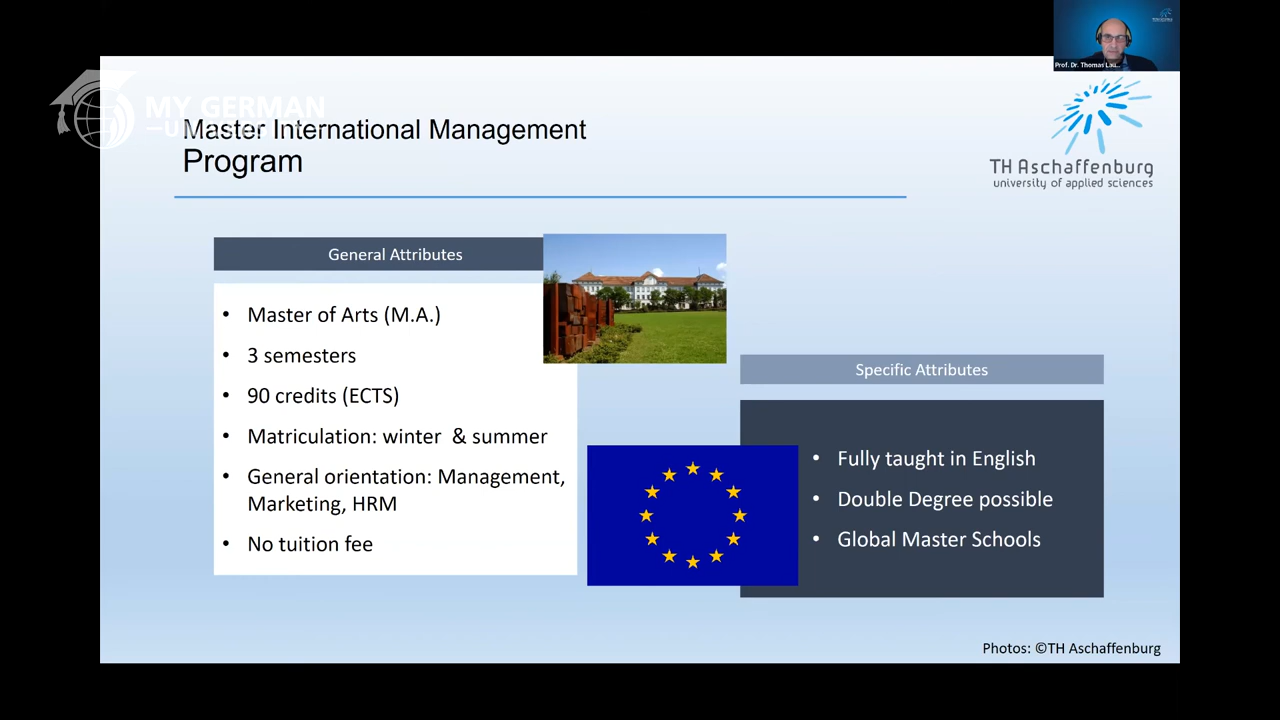 Prof. Dr. Thomas Lau...
MY GERMAN
Master International Management
Program
TH Aschaffenburg
university of applied sciences
General Attributes
• Master of Arts (M.A.)
• 3 semesters
• 90 credits (ECTS)
• Matriculation: winter & summer
• General orientation: Management,
Marketing, HRM
• No tuition fee
Specific Attributes
• Fully taught in English
• Double Degree possible
• Global Master Schools
Photos: ©TH Aschaffenburg